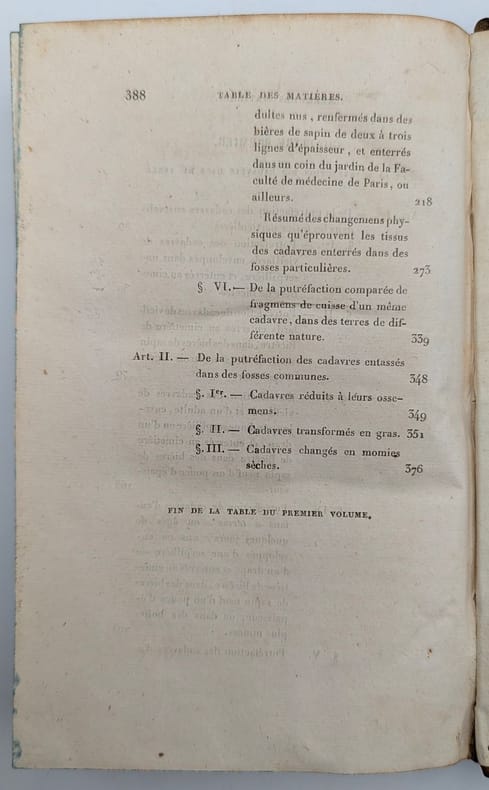 388 TABLE DES MATIÈRES.
dultes nus, renfermés dans des
bières de sapin de deux à trois
lignes d'épaisseur, et enterrés
dans un coin du jardin de la Fa-
culté de médecine de Paris, ou
ailleurs. 218
Résumé des changemens phy-
siques qu'éprouvent les tissus
des cadavres enterrés dans des
fosses particulières. 273
§. VI. — De la putréfaction comparée de
fragmens de cuisse d'un même
cadavre, dans des terres de dif-
férente nature. 339
Art. II. — De la putréfaction des cadavres entassés
dans des fosses communes. 348
§. Ier. — Cadavres réduits à leurs osse-
mens. 349
§. II. — Cadavres transformés en gras. 351
§. III. — Cadavres changés en momies
sèches. 376
FIN DE LA TABLE DU PREMIER VOLUME.